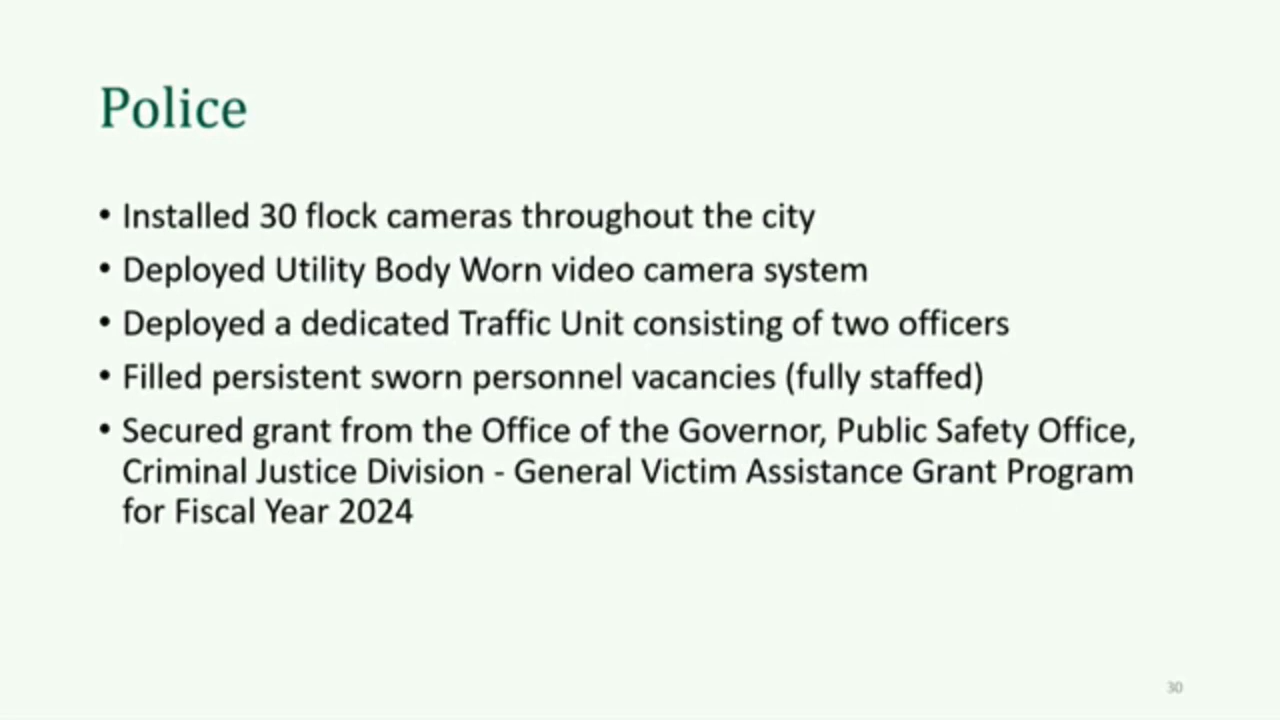 Police
• Installed 30 flock cameras throughout the city
• Deployed Utility Body Worn video camera system
• Deployed a dedicated Traffic Unit consisting of two officers
• Filled persistent sworn personnel vacancies (fully staffed)
• Secured grant from the Office of the Governor, Public Safety Office,
Criminal Justice Division - General Victim Assistance Grant Program
for Fiscal Year 2024
30